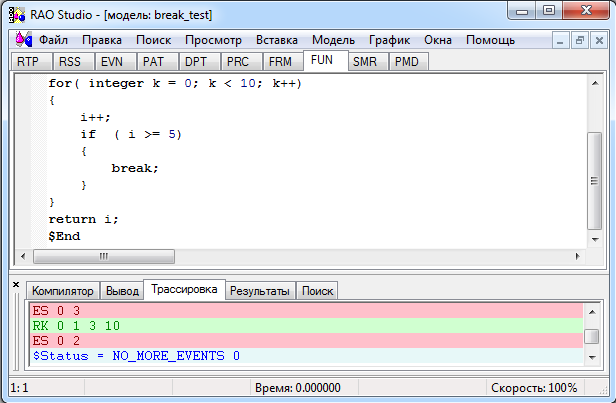 RAO Studio - [модель: break_test]
Файл Правка Поиск Просмотр Вставка Модель График Окна Помощь
RTP RSS EVN PAT DPT PRC FRM FUN SMR PMD
for( integer k = 0; k < 10; k++)
{
i++;
if ( i >= 5)
{
break;
}
}
return i;
$End
Компилятор Вывод Трассировка Результаты Поиск
ES 0 3
RK 0 1 3 10
ES 0 2
$Status = NO_MORE_EVENTS 0
1: 1 Время: 0.000000 Скорость: 100%